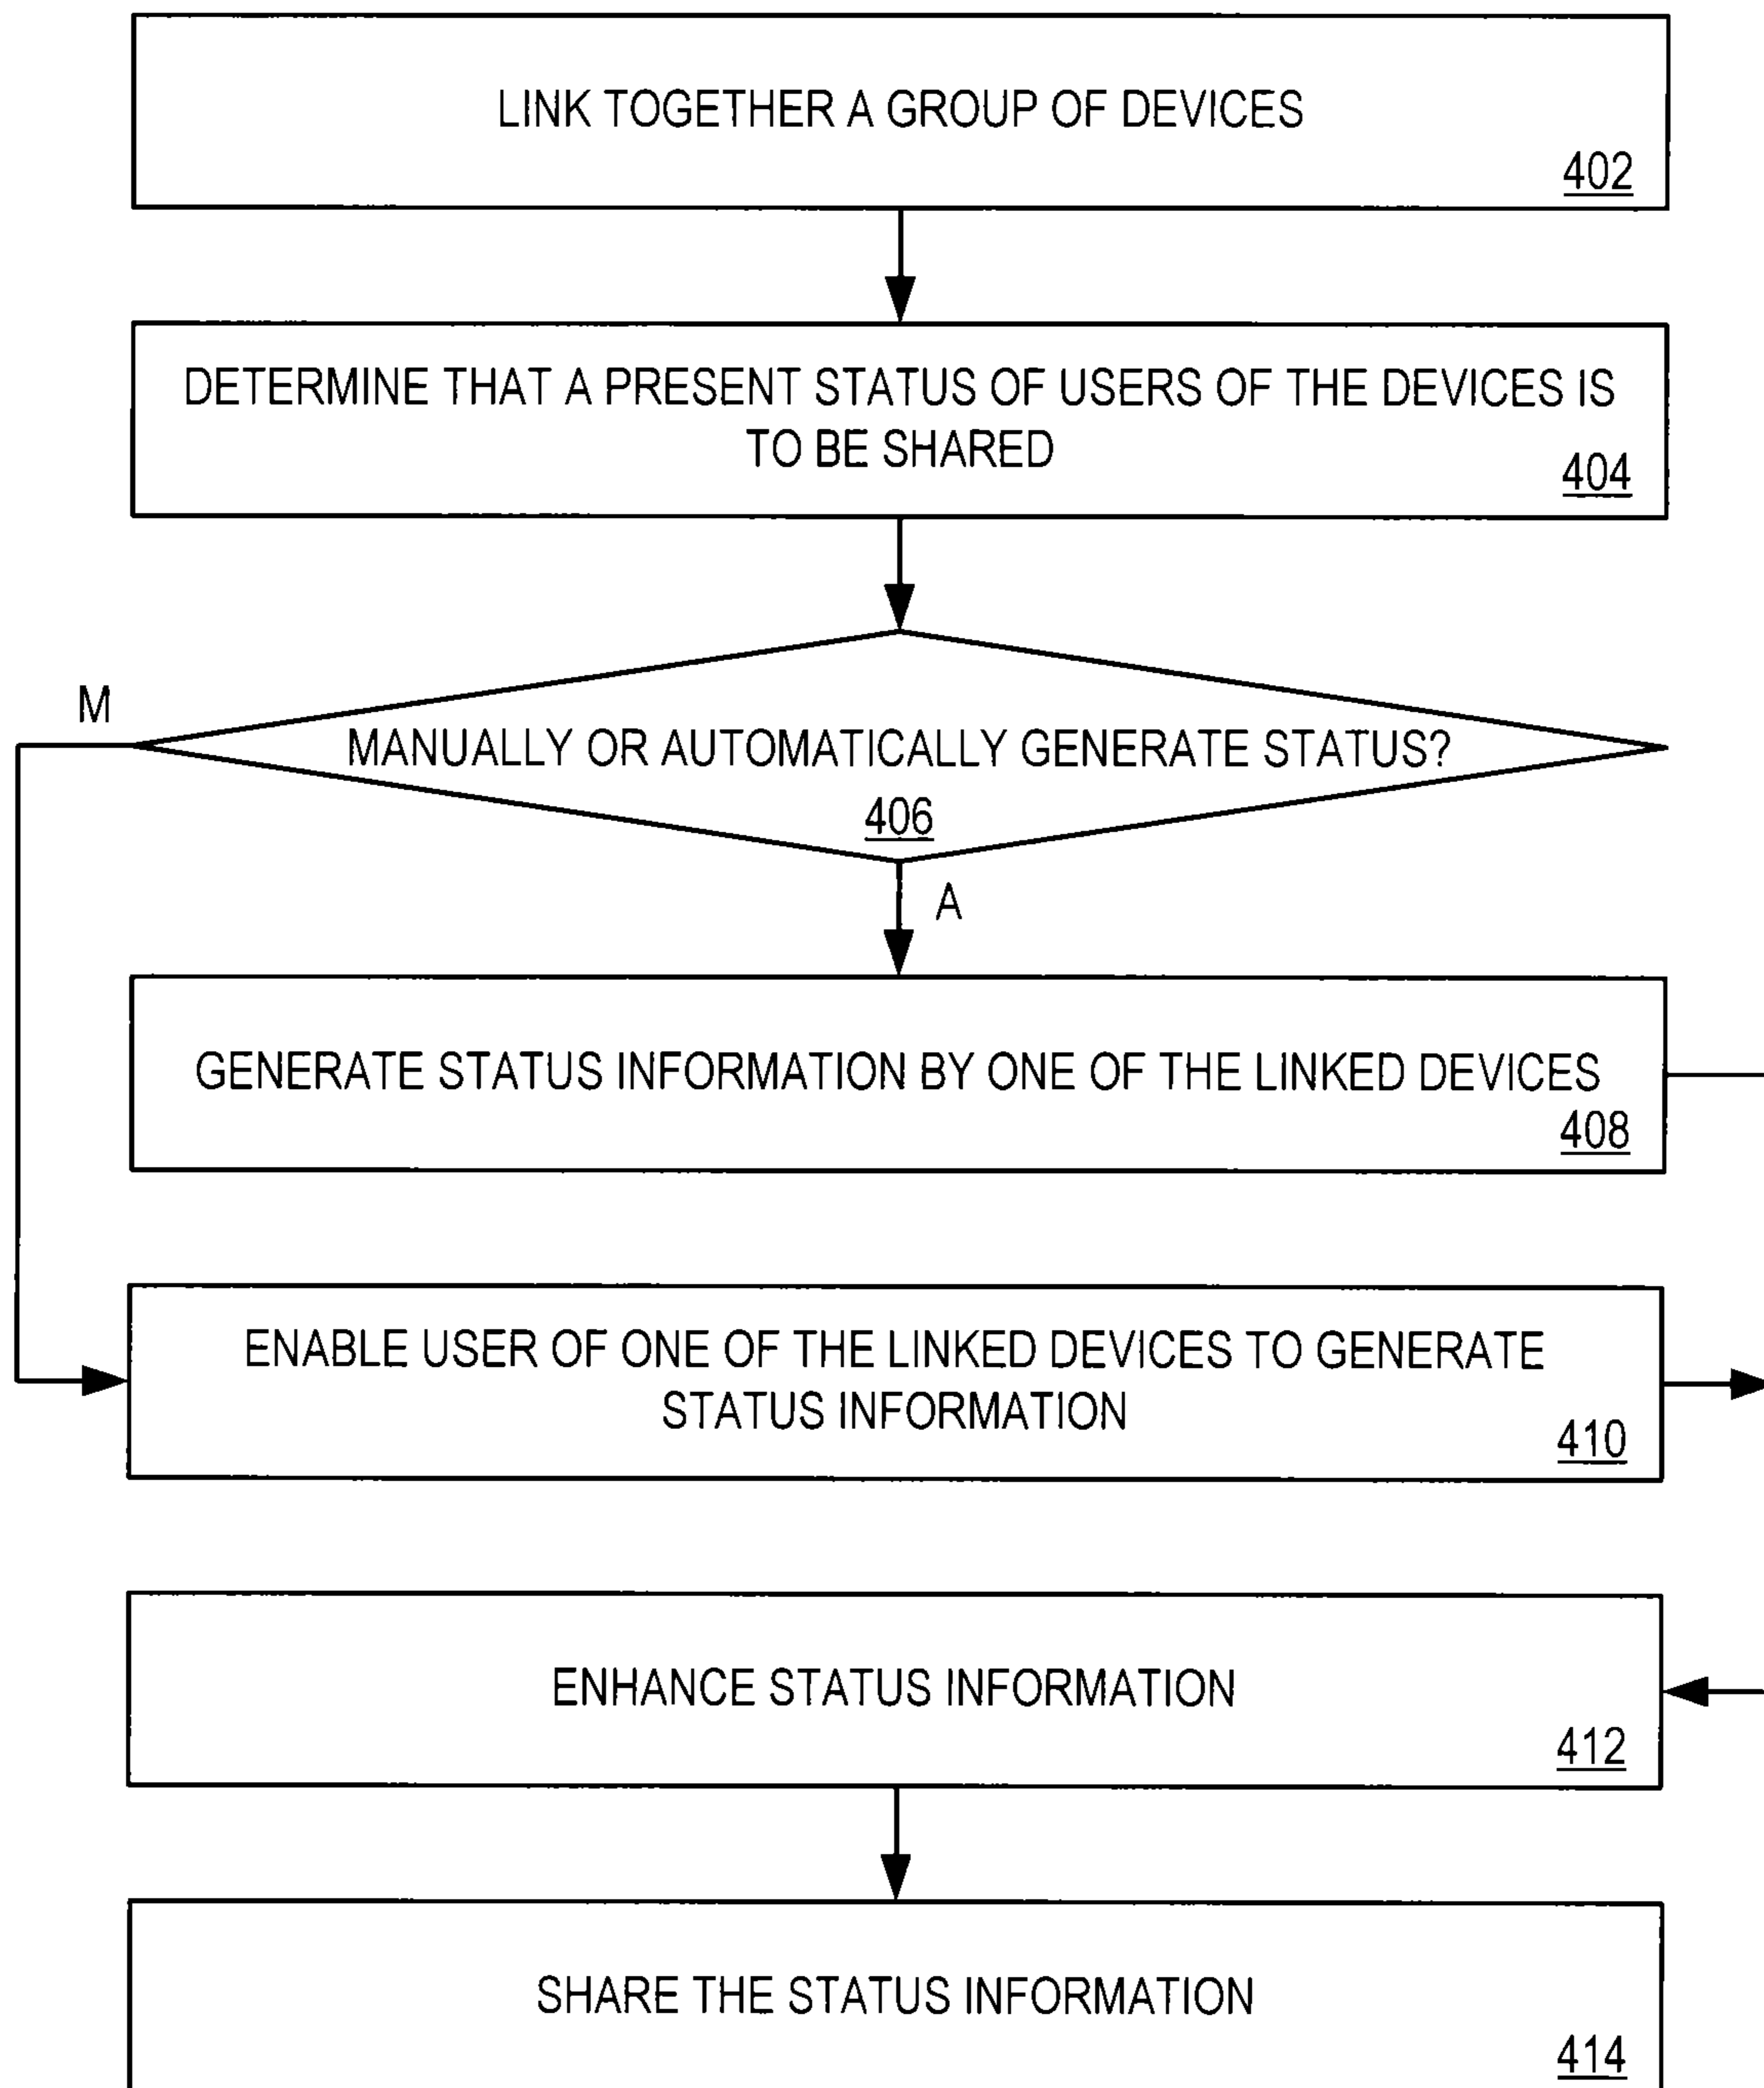 LINK TOGETHER A GROUP OF DEVICES
402
DETERMINE THAT A PRESENT STATUS OF USERS OF THE DEVICES IS
TO BE SHARED
404
M
MANUALLY OR AUTOMATICALLY GENERATE STATUS?
406
A
GENERATE STATUS INFORMATION BY ONE OF THE LINKED DEVICES
408
ENABLE USER OF ONE OF THE LINKED DEVICES TO GENERATE
STATUS INFORMATION
410
ENHANCE STATUS INFORMATION
412
SHARE THE STATUS INFORMATION
414